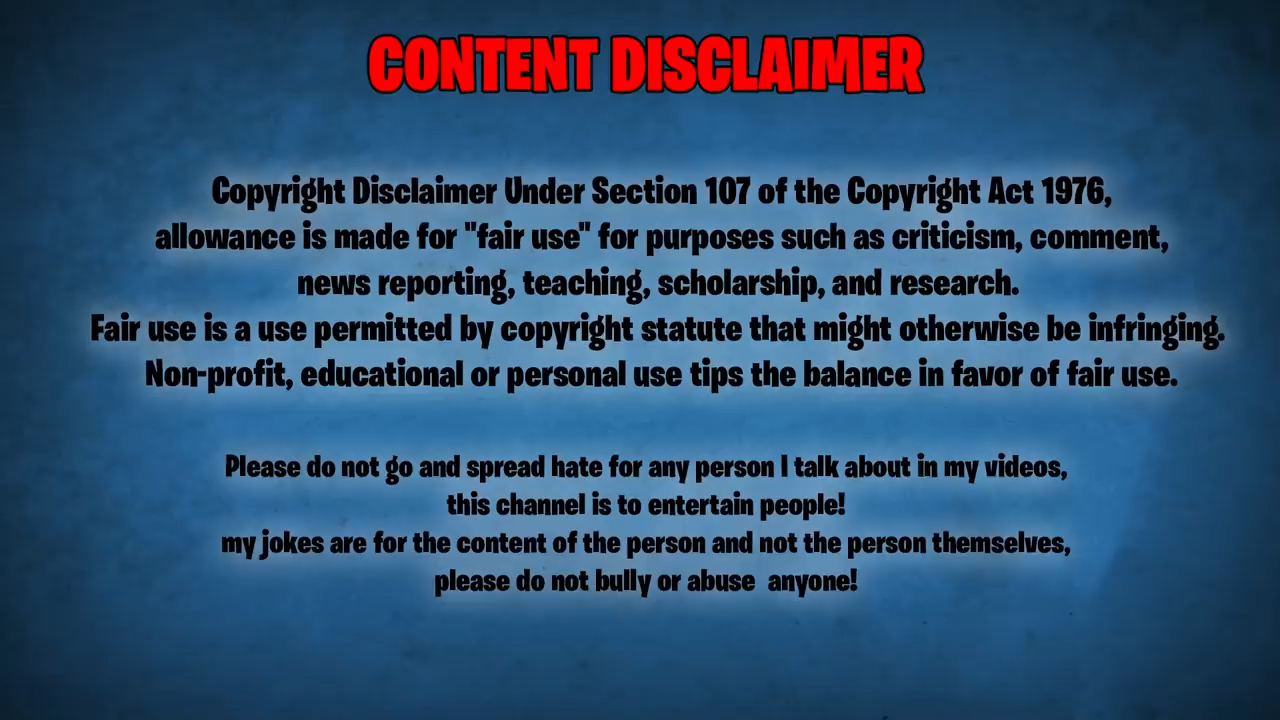 CONTENT DISCLAIMER
Copyright Disclaimer Under Section 107 of the Copyright Act 1976,
allowance is made for "fair use" for purposes such as criticism, comment,
news reporting, teaching, scholarship, and research.
Fair use is a use permitted by copyright statute that might otherwise be infringing.
Non-profit, educational or personal use tips the balance in favor of fair use.
Please do not go and spread hate for any person I talk about in my videos,
this channel is to entertain people!
my jokes are for the content of the person and not the person themselves,
please do not bully or abuse  anyone!